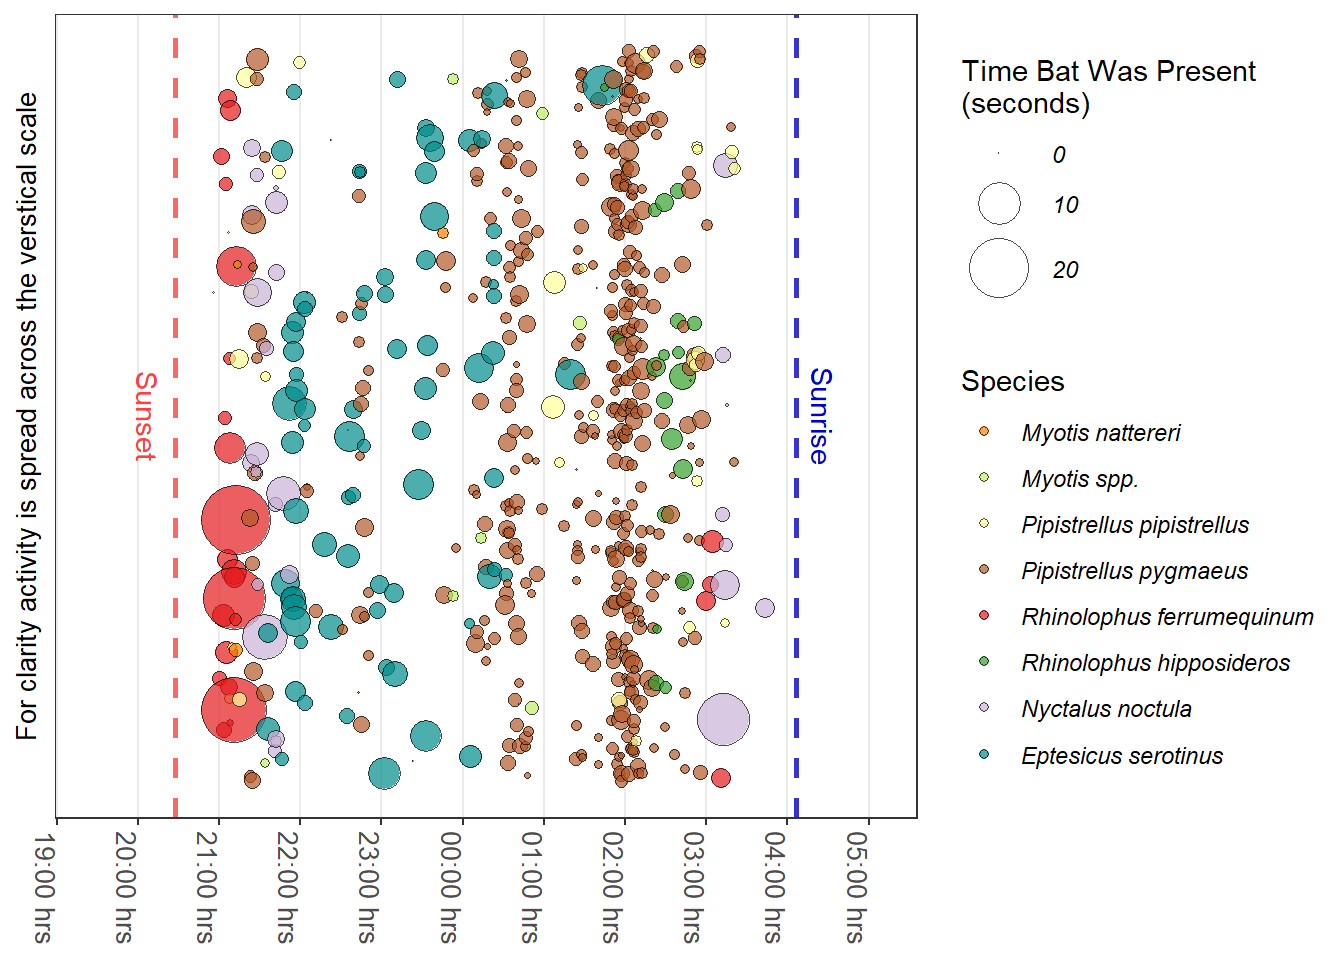 For clarity activity is spread across the verstical scale
Sunset
Sunrise
19:00 hrs
20:00 hrs
21:00 hrs
22:00 hrs
23:00 hrs
00:00 hrs
01:00 hrs
02:00 hrs
03:00 hrs
04:00 hrs
05:00 hrs
Time Bat Was Present
(seconds)
0
10
20
Species
Myotis nattereri
Myotis spp.
Pipistrellus pipistrellus
Pipistrellus pygmaeus
Rhinolophus ferrumequinum
Rhinolophus hipposideros
Nyctalus noctula
Eptesicus serotinus